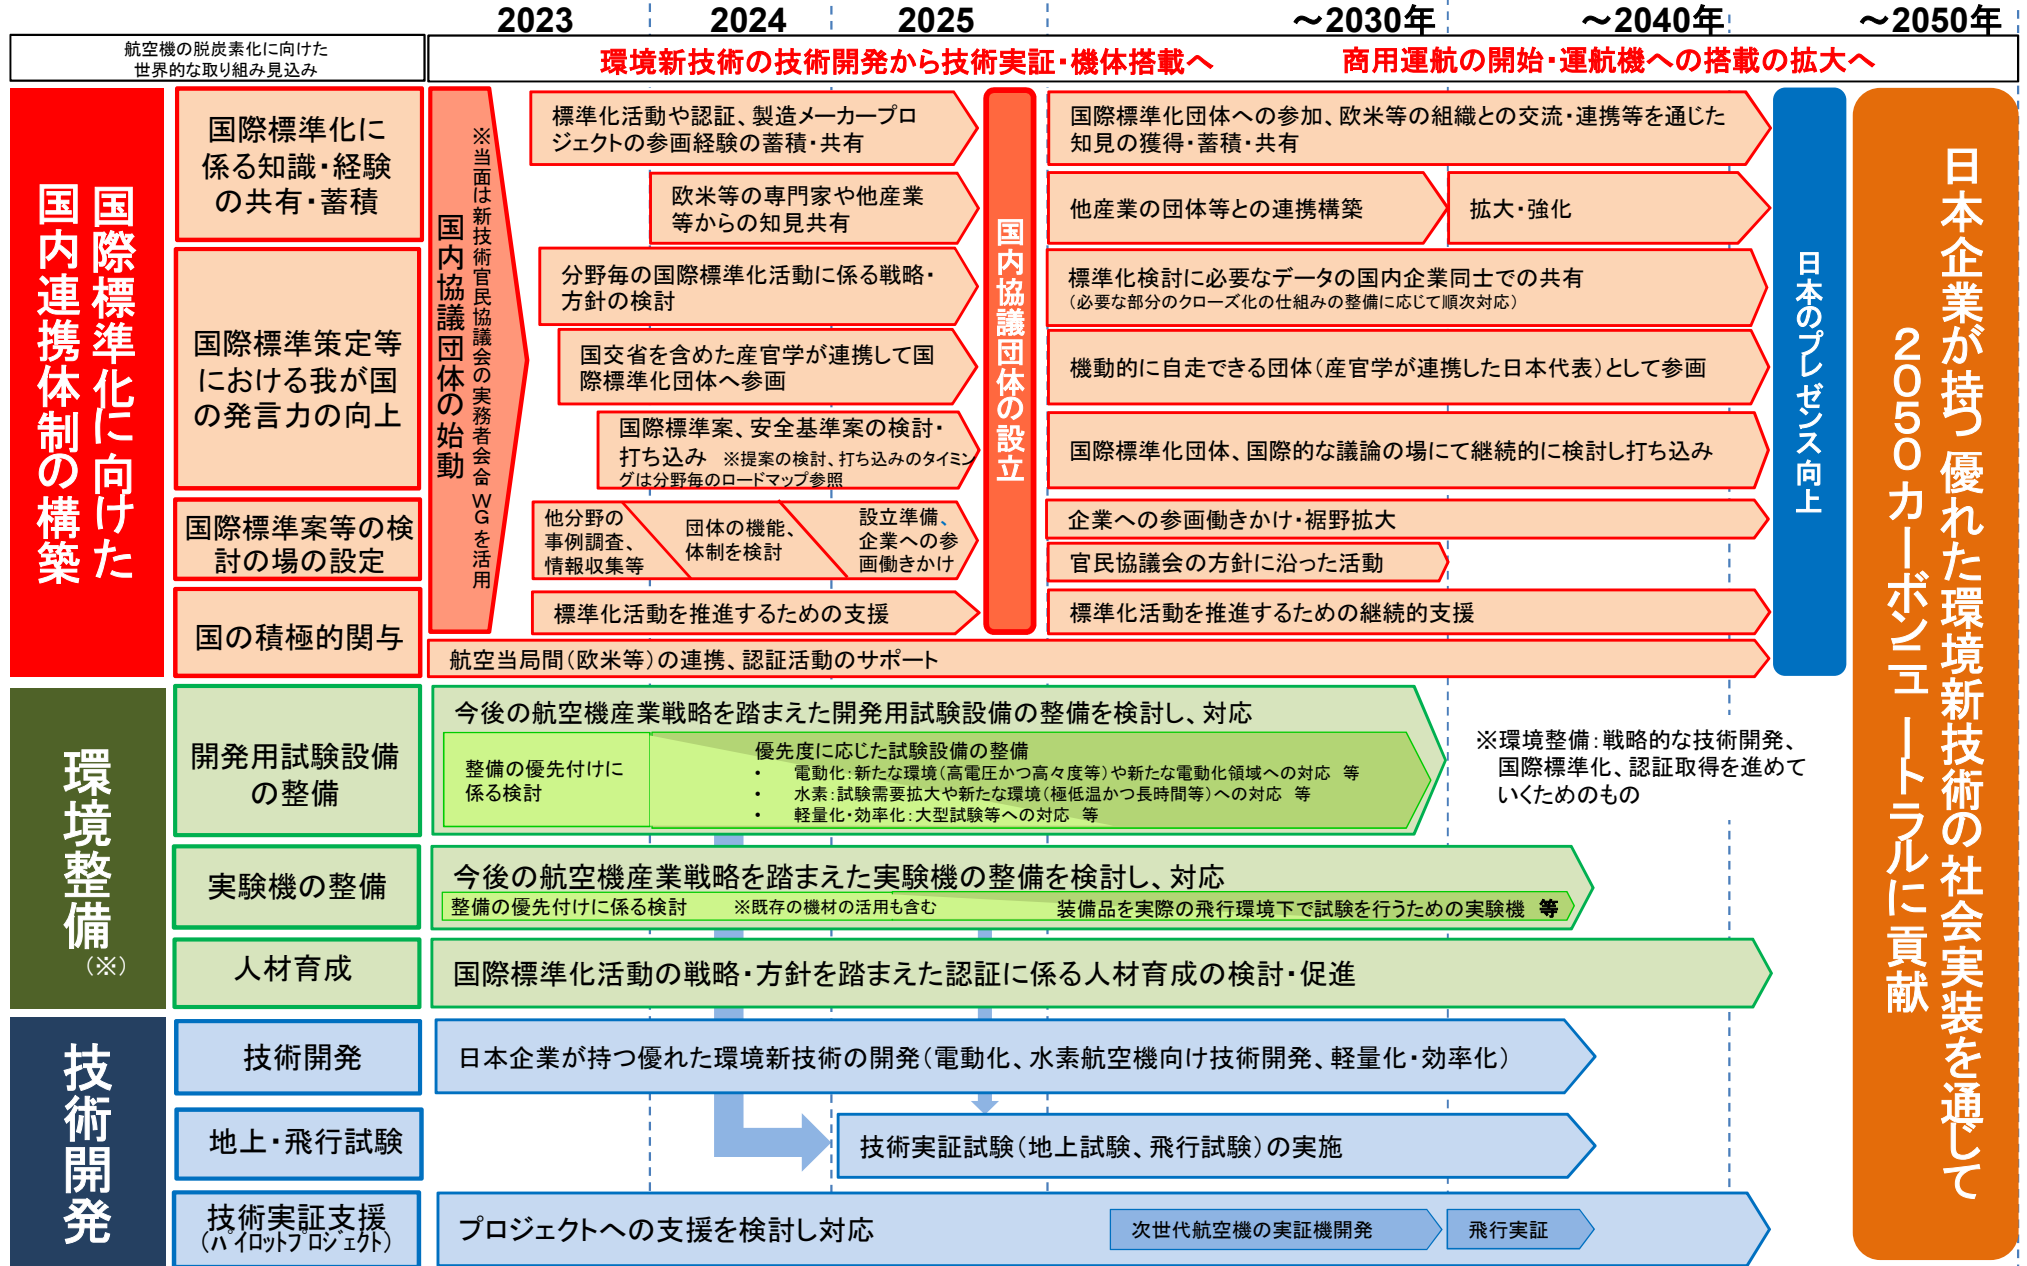 2023
2024
2025
～2030年
～2040年
～2050年
航空機の脱炭素化に向けた
世界的な取り組み見込み
環境新技術の技術開発から技術実証・機体搭載へ
商用運航の開始・運航機への搭載の拡大へ
国際標準化に向けた
国内連携体制の構築
国際標準化に
係る知識・経験
の共有・蓄積
国際標準策定等
における我が国
の発言力の向上
国際標準案等の検
討の場の設定
国の積極的関与
国内協議団体の始動
※当面は新技術官民協議会の実務者会合・WGを活用
標準化活動や認証、製造メーカープロ
ジェクトの参画経験の蓄積・共有
欧米等の専門家や他産業
等からの知見共有
分野毎の国際標準化活動に係る戦略・
方針の検討
国交省を含めた産官学が連携して国
際標準化団体へ参画
国際標準案、安全基準案の検討・
打ち込み ※提案の検討、打ち込みのタイミン
グは分野毎のロードマップ参照
他分野の
事例調査、
情報収集等
団体の機能、
体制を検討
設立準備、
企業への参
画働きかけ
標準化活動を推進するための支援
航空当局間（欧米等）の連携、認証活動のサポート
国内協議団体の設立
国際標準化団体への参加、欧米等の組織との交流・連携等を通じた
知見の獲得・蓄積・共有
他産業の団体等との連携構築
拡大・強化
標準化検討に必要なデータの国内企業同士での共有
（必要な部分のクローズ化の仕組みの整備に応じて順次対応）
機動的に自走できる団体（産官学が連携した日本代表）として参画
国際標準化団体、国際的な議論の場にて継続的に検討し打ち込み
企業への参画働きかけ・裾野拡大
官民協議会の方針に沿った活動
標準化活動を推進するための継続的支援
日本のプレゼンス向上
日本企業が持つ優れた環境新技術の社会実装を通じて
２０５０カーボンニュートラルに貢献
環境整備
（※）
開発用試験設備
の整備
今後の航空機産業戦略を踏まえた開発用試験設備の整備を検討し、対応
整備の優先付けに
係る検討
優先度に応じた試験設備の整備
• 電動化：新たな環境（高電圧かつ高々度等）や新たな電動化領域への対応 等
• 水素：試験需要拡大や新たな環境（極低温かつ長時間等）への対応 等
• 軽量化・効率化：大型試験等への対応 等
※環境整備：戦略的な技術開発、
国際標準化、認証取得を進めて
いくためのもの
実験機の整備
今後の航空機産業戦略を踏まえた実験機の整備を検討し、対応
整備の優先付けに係る検討
※既存の機材の活用も含む
装備品を実際の飛行環境下で試験を行うための実験機 等
人材育成
国際標準化活動の戦略・方針を踏まえた認証に係る人材育成の検討・促進
技術開発
技術開発
日本企業が持つ優れた環境新技術の開発（電動化、水素航空機向け技術開発、軽量化・効率化）
地上・飛行試験
技術実証試験（地上試験、飛行試験）の実施
技術実証支援
（パイロットプロジェクト）
プロジェクトへの支援を検討し対応
次世代航空機の実証機開発
飛行実証